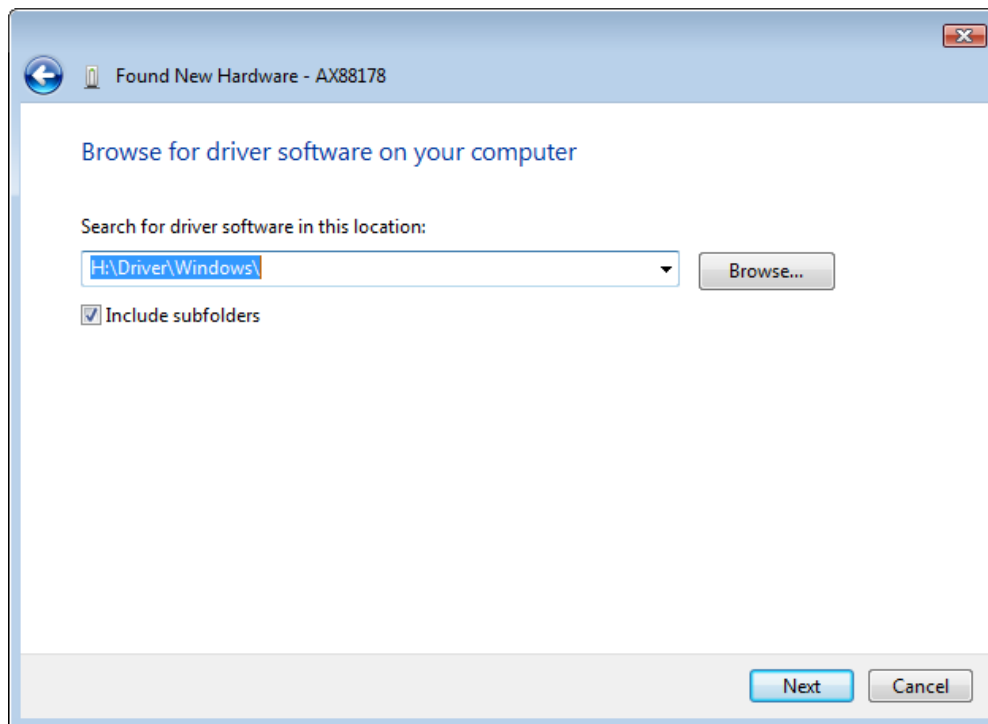 Found New Hardware - AX88178
Browse for driver software on your computer
Search for driver software in this location:
H:\Driver\Windows\
Browse...
Include subfolders
Next
Cancel